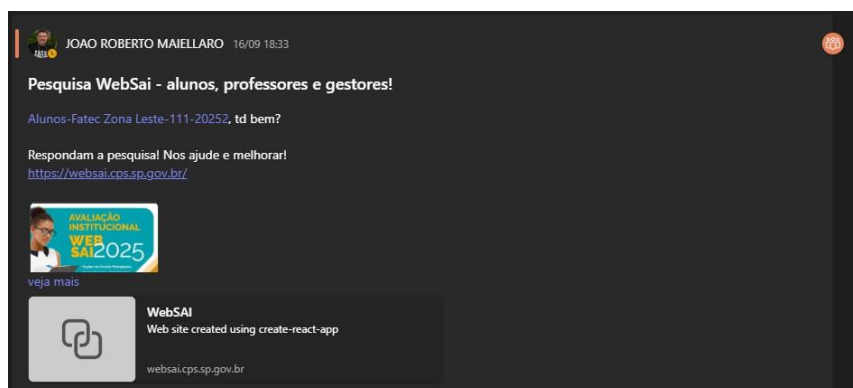 JOAO ROBERTO MAIELLARO 16/09 18:33
Pesquisa WebSai - alunos, professores e gestores!
Alunos-Fatec Zona Leste-111-20252, td bem?
Respondam a pesquisa! Nos ajude e melhorar!
https://websai.cps.sp.gov.br/
AVALIAÇÃO
INSTITUCIONAL
WEB
SAI2025
veja mais
WebSAI
Web site created using create-react-app
websai.cps.sp.gov.br